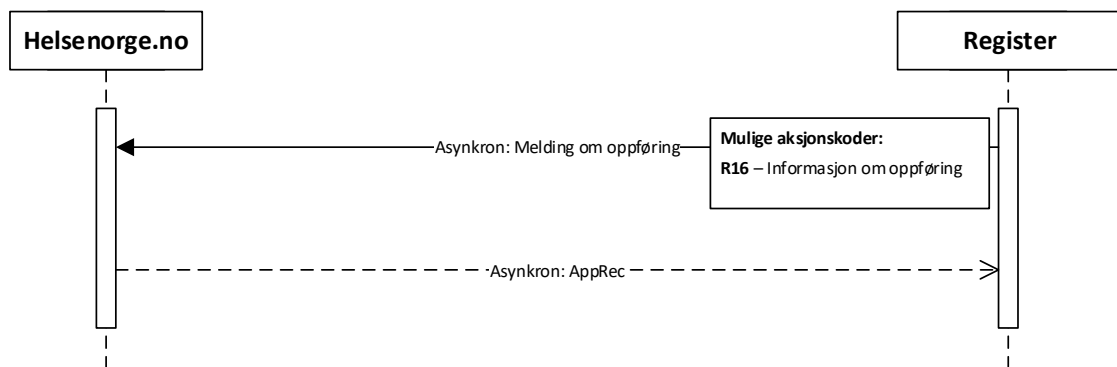 Helsenorge.no
Register
Asynkron: Melding om oppføring
Mulige aksjonskoder:
R16 – Informasjon om oppføring
Asynkron: AppRec